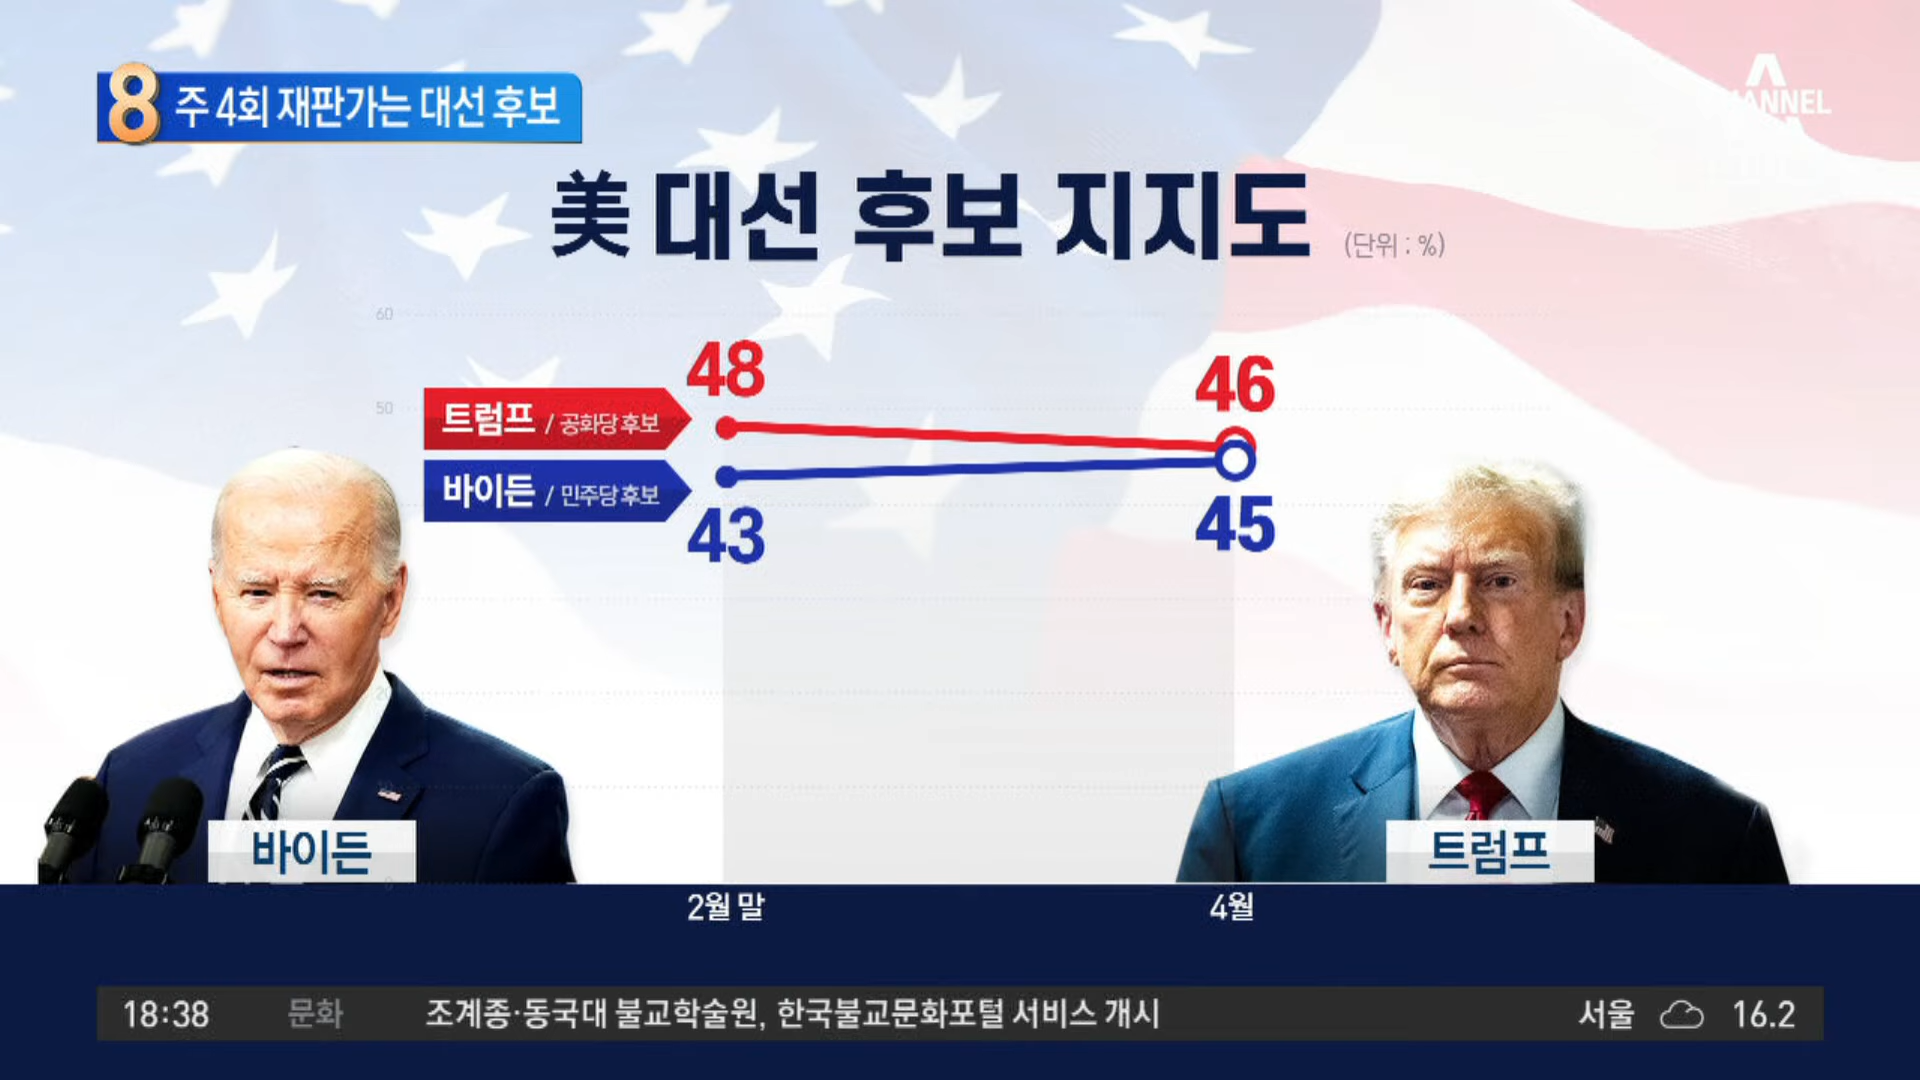 8 주 4회 재판가는 대선 후보
CHANNEL A
美 대선 후보 지지도 (단위 : %)
60
48
46
50
트럼프 / 공화당 후보
바이든 / 민주당 후보
43
45
20
바이든
트럼프
0
2월 말
4월
18:38 문화 조계종·동국대 불교학술원, 한국불교문화포털 서비스 개시 서울 16.2